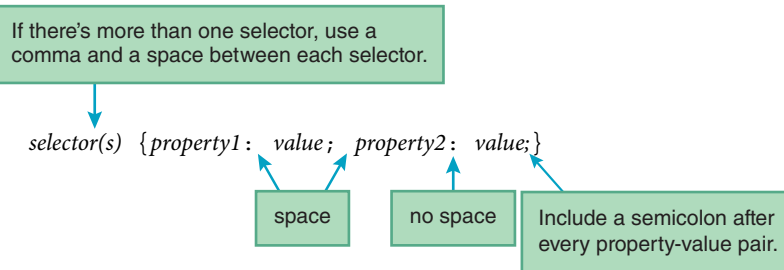 If there's more than one selector, use a
comma and a space between each selector.
selector(s) {property1: value; property2: value;}
space
no space
Include a semicolon after
every property-value pair.